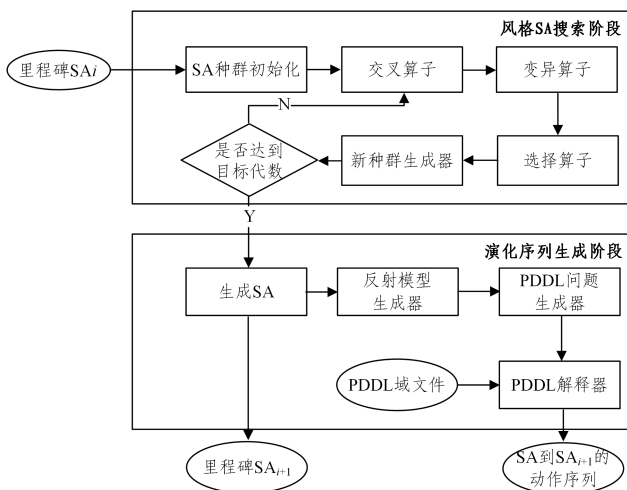 风格SA搜索阶段
里程碑SAi
SA种群初始化
交叉算子
变异算子
N
是否达到
目标代数
新种群生成器
选择算子
Y
演化序列生成阶段
生成SA
反射模型
生成器
PDDL问题
生成器
PDDL域文件
PDDL解释器
里程碑SAi+1
SA到SAi+1的
动作序列